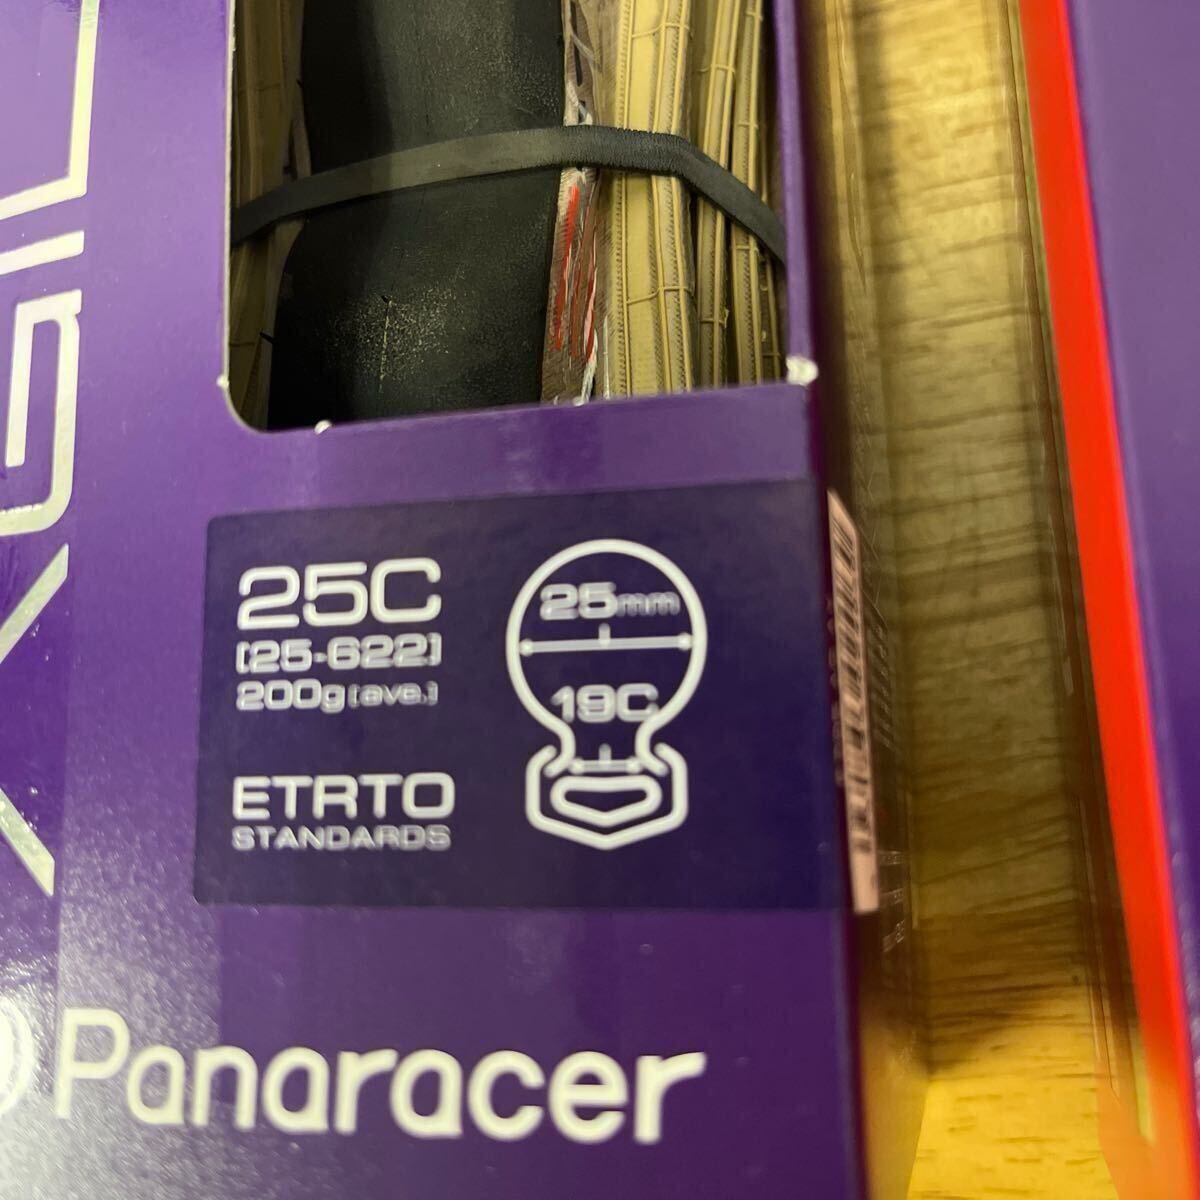 25C
[25-622]
200g [ave.]
ETRTO
STANDARDS
25mm
19C
Panaracer